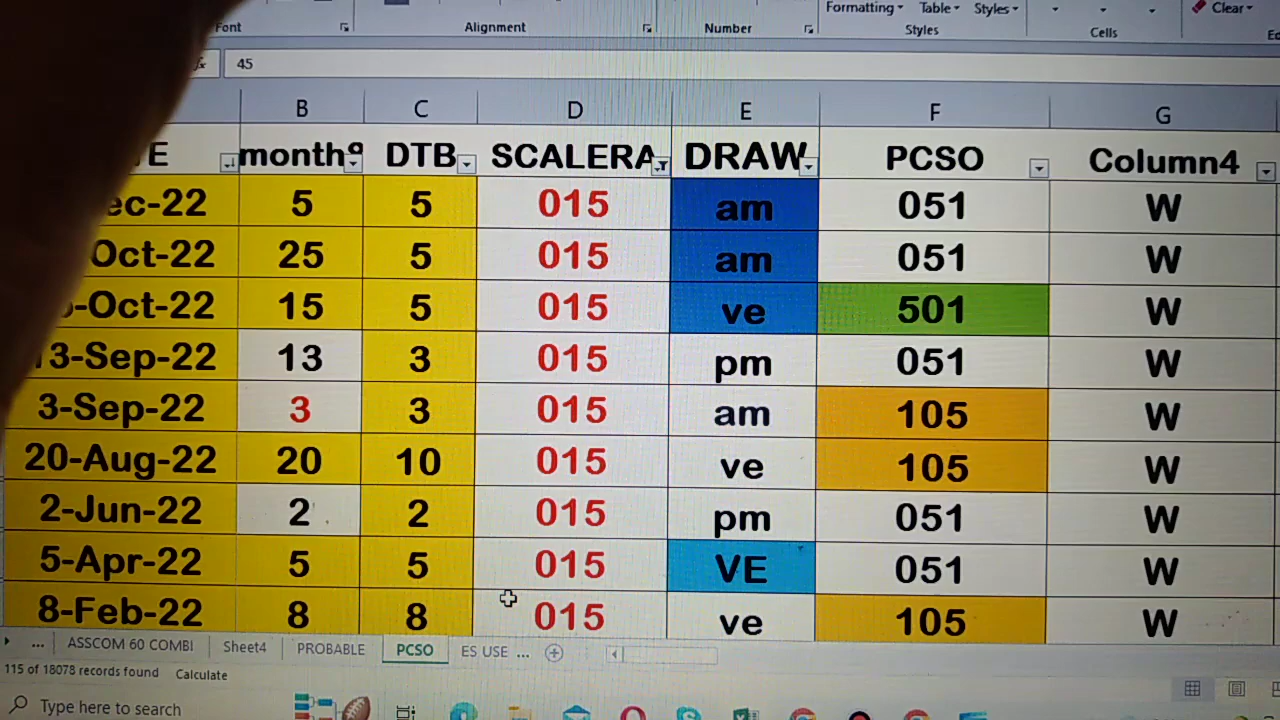 Formatting Table Styles Clear
Font Alignment Number Styles Cells
fx 45
B C D E F G
month DTB SCALERA DRAW PCSO Column4
ec-22 5 5 015 am 051 W
Oct-22 25 5 015 am 051 W
-Oct-22 15 5 015 ve 501 W
13-Sep-22 13 3 015 pm 051 W
3-Sep-22 3 3 015 am 105 W
20-Aug-22 20 10 015 ve 105 W
2-Jun-22 2 2 015 pm 051 W
5-Apr-22 5 5 015 VE 051 W
8-Feb-22 8 8 015 ve 105 W
... ASSCOM 60 COMBI Sheet4 PROBABLE PCSO ES USE ...
115 of 18078 records found Calculate
Type here to search